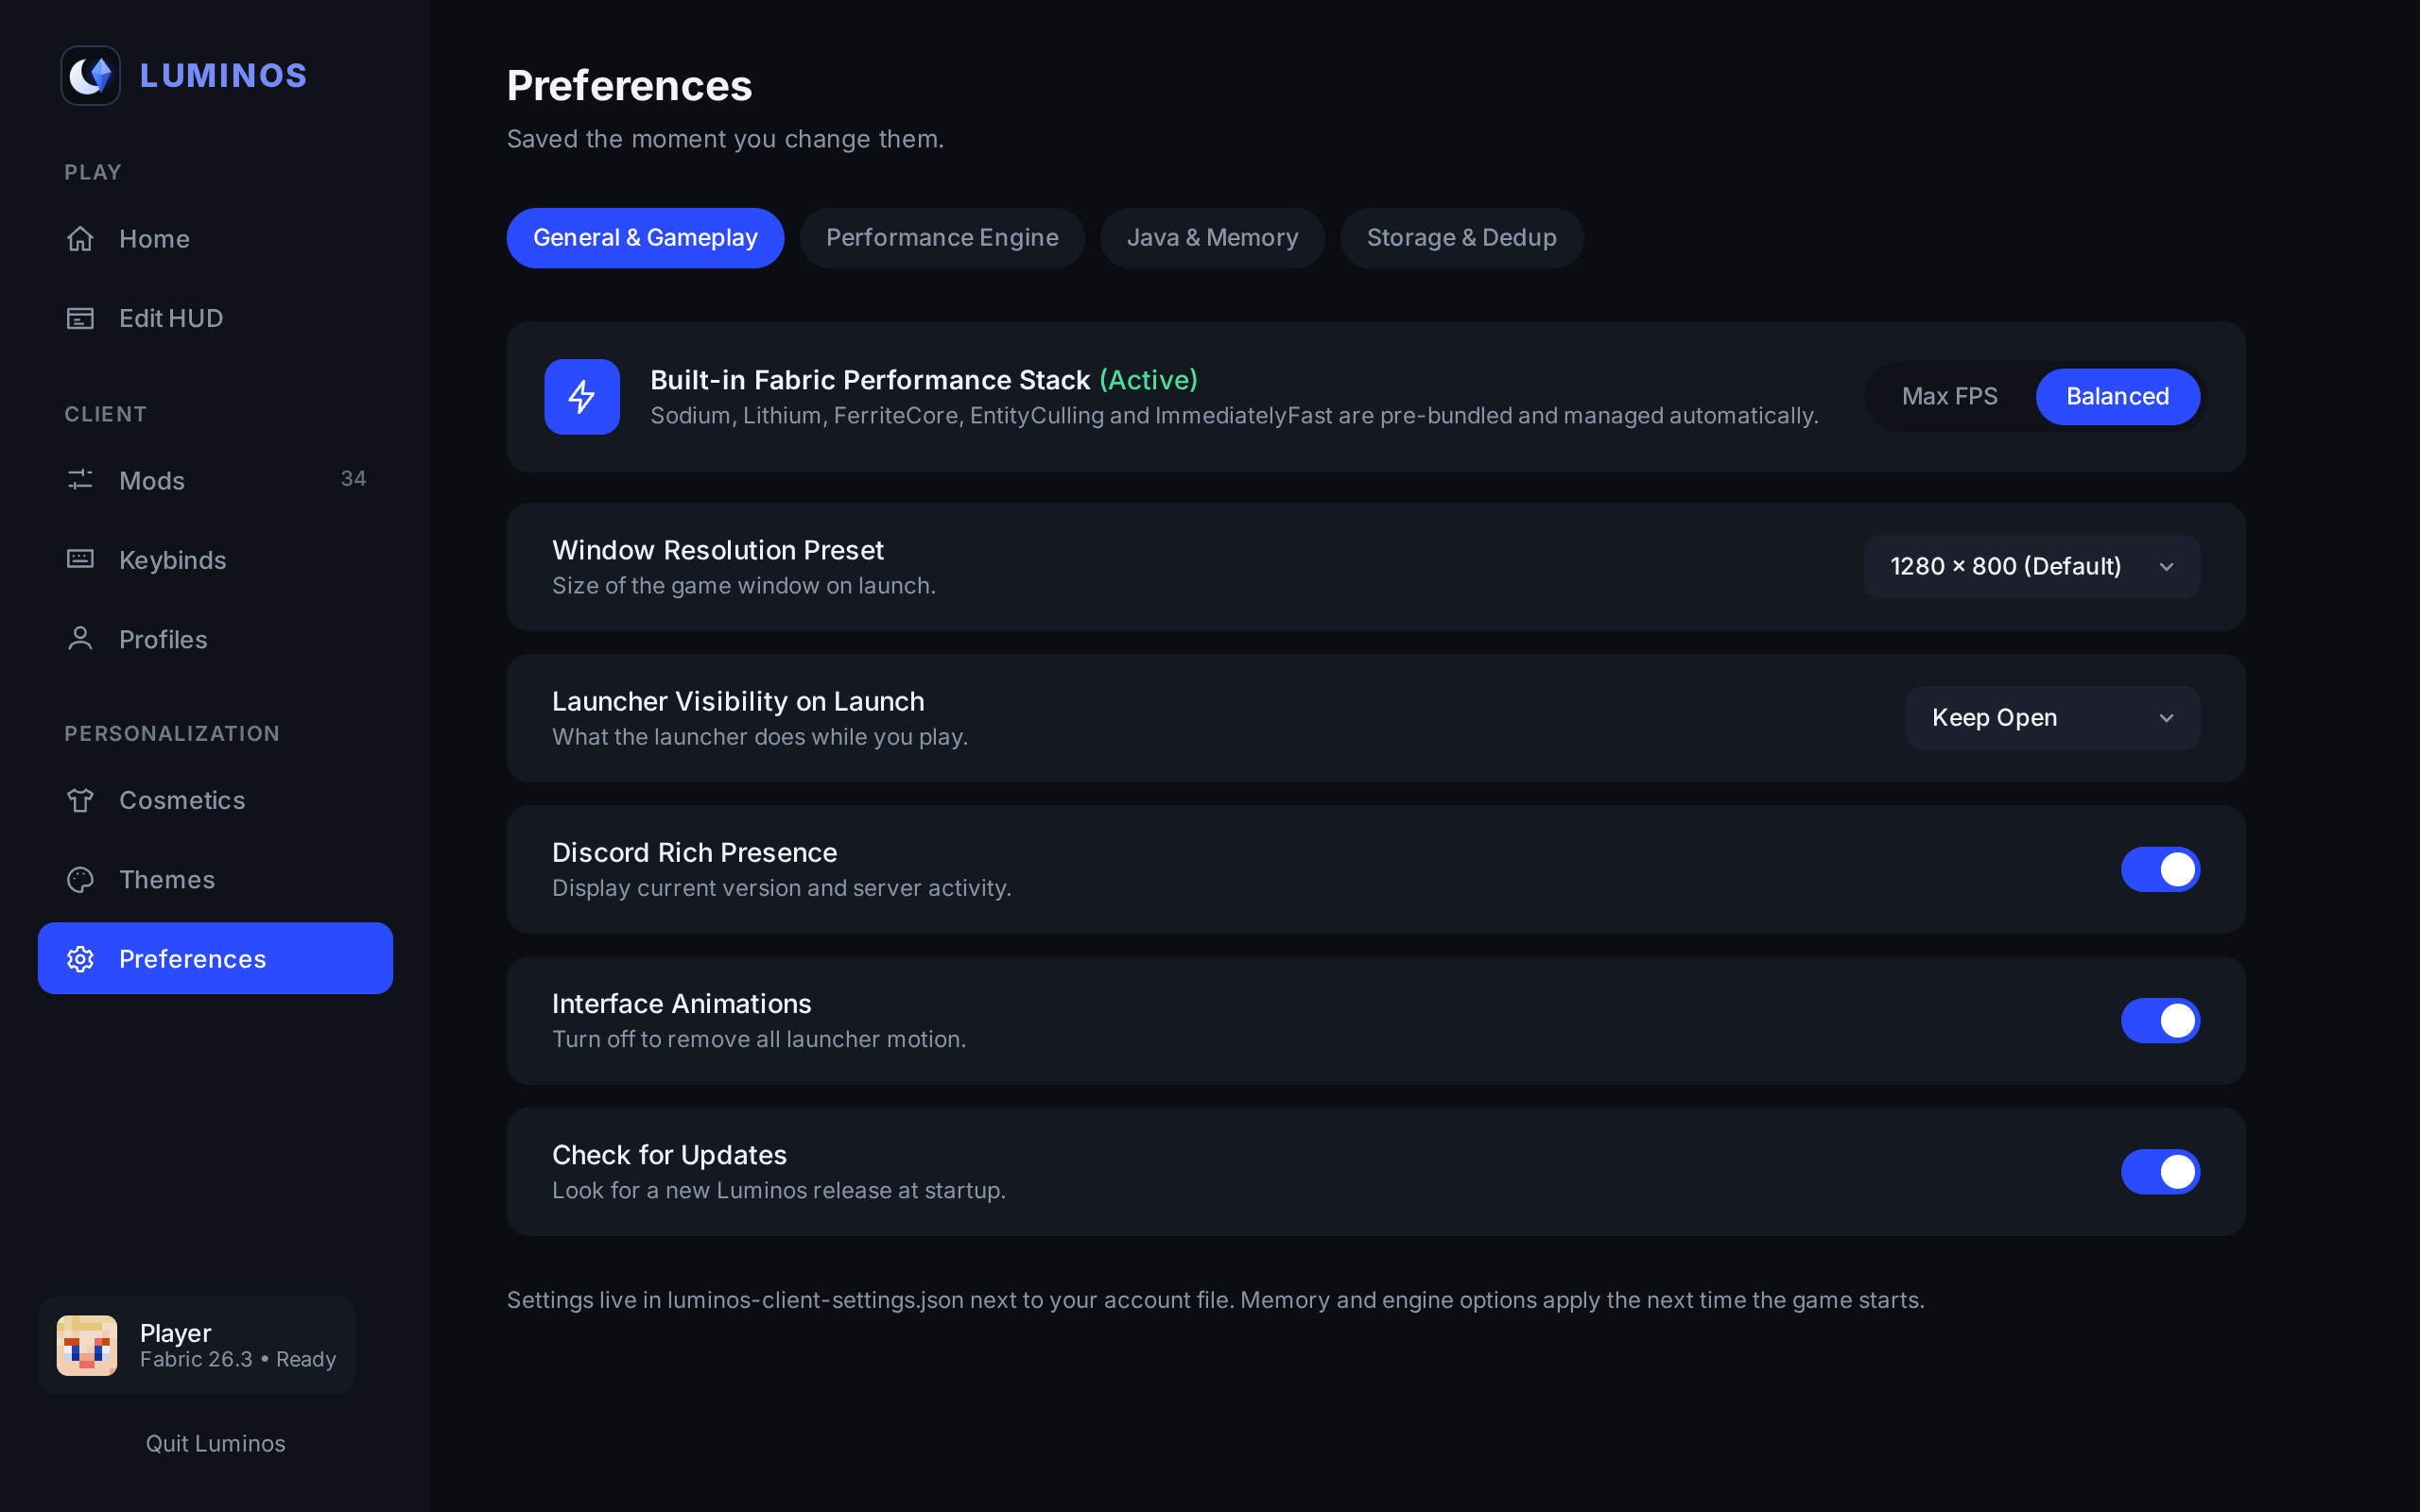 LUMINOS
PLAY
Home
Edit HUD
CLIENT
Mods 34
Keybinds
Profiles
PERSONALIZATION
Cosmetics
Themes
Preferences
Player
Fabric 26.3 • Ready
Quit Luminos
Preferences
Saved the moment you change them.
General & Gameplay Performance Engine Java & Memory Storage & Dedup
Built-in Fabric Performance Stack (Active)
Sodium, Lithium, FerriteCore, EntityCulling and ImmediatelyFast are pre-bundled and managed automatically.
Max FPS Balanced
Window Resolution Preset
Size of the game window on launch.
1280 × 800 (Default)
Launcher Visibility on Launch
What the launcher does while you play.
Keep Open
Discord Rich Presence
Display current version and server activity.
Interface Animations
Turn off to remove all launcher motion.
Check for Updates
Look for a new Luminos release at startup.
Settings live in luminos-client-settings.json next to your account file. Memory and engine options apply the next time the game starts.